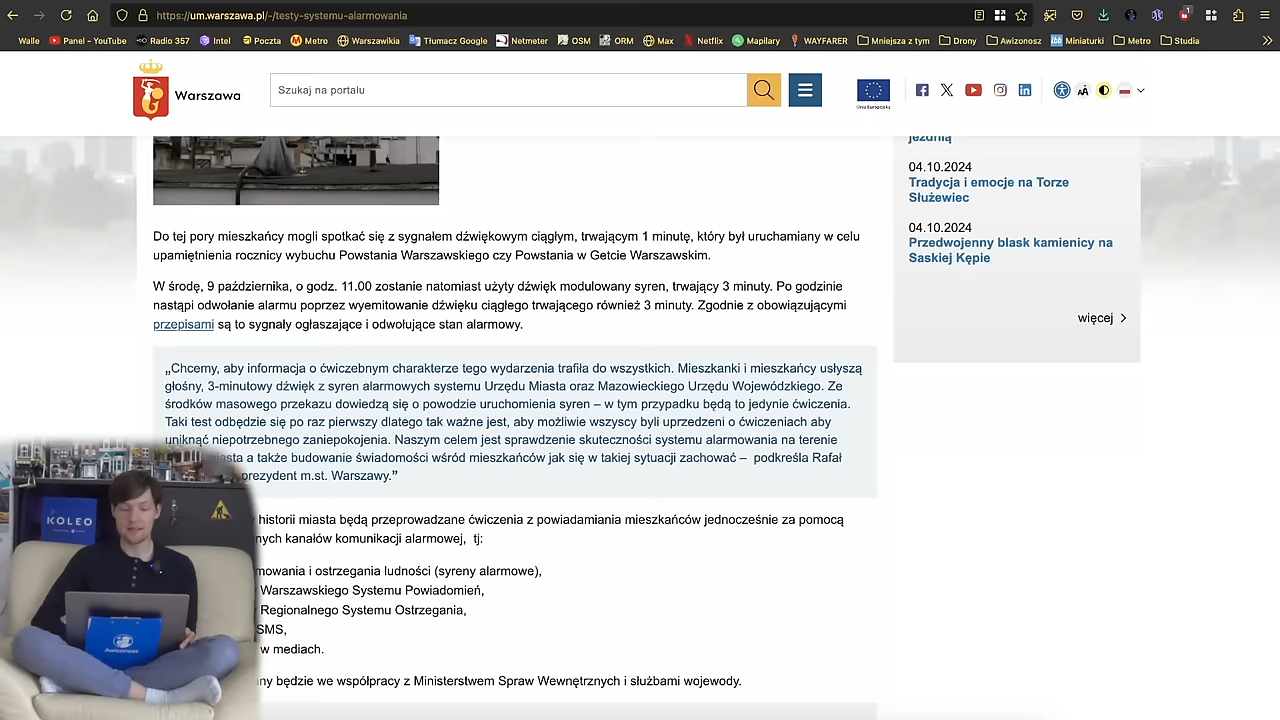 https://um.warszawa.pl/-/testy-systemu-alarmowania
Walle Panel - YouTube Radio 357 Intel Poczta Metro Warszawikia Tłumacz Google Netmeter OSM ORM Max Netflix Mapillary WAYFARER Mniejsza z tym Drony Awizonosz Miniaturki Metro Studia
Warszawa
Szukaj na portalu
Unia Europejska
jezdnią
04.10.2024
Tradycja i emocje na Torze
Służewiec
04.10.2024
Przedwojenny blask kamienicy na
Saskiej Kępie
więcej
Do tej pory mieszkańcy mogli spotkać się z sygnałem dźwiękowym ciągłym, trwającym 1 minutę, który był uruchamiany w celu
upamiętnienia rocznicy wybuchu Powstania Warszawskiego czy Powstania w Getcie Warszawskim.
W środę, 9 października, o godz. 11.00 zostanie natomiast użyty dźwięk modulowany syren, trwający 3 minuty. Po godzinie
nastąpi odwołanie alarmu poprzez wyemitowanie dźwięku ciągłego trwającego również 3 minuty. Zgodnie z obowiązującymi
przepisami są to sygnały ogłaszające i odwołujące stan alarmowy.
„Chcemy, aby informacja o ćwiczebnym charakterze tego wydarzenia trafiła do wszystkich. Mieszkanki i mieszkańcy usłyszą
głośny, 3-minutowy dźwięk z syren alarmowych systemu Urzędu Miasta oraz Mazowieckiego Urzędu Wojewódzkiego. Ze
środków masowego przekazu dowiedzą się o powodzie uruchomienia syren – w tym przypadku będą to jedynie ćwiczenia.
Taki test odbędzie się po raz pierwszy dlatego tak ważne jest, aby możliwie wszyscy byli uprzedzeni o ćwiczeniach aby
uniknąć niepotrzebnego zaniepokojenia. Naszym celem jest sprawdzenie skuteczności systemu alarmowania na terenie
asta a także budowanie świadomości wśród mieszkańców jak się w takiej sytuacji zachować – podkreśla Rafał
prezydent m.st. Warszawy.”
historii miasta będą przeprowadzane ćwiczenia z powiadamiania mieszkańców jednocześnie za pomocą
nych kanałów komunikacji alarmowej, tj:
mowania i ostrzegania ludności (syreny alarmowe),
Warszawskiego Systemu Powiadomień,
Regionalnego Systemu Ostrzegania,
SMS,
w mediach.
ny będzie we współpracy z Ministerstwem Spraw Wewnętrznych i służbami wojewody.
KOLEO
Awizonosz